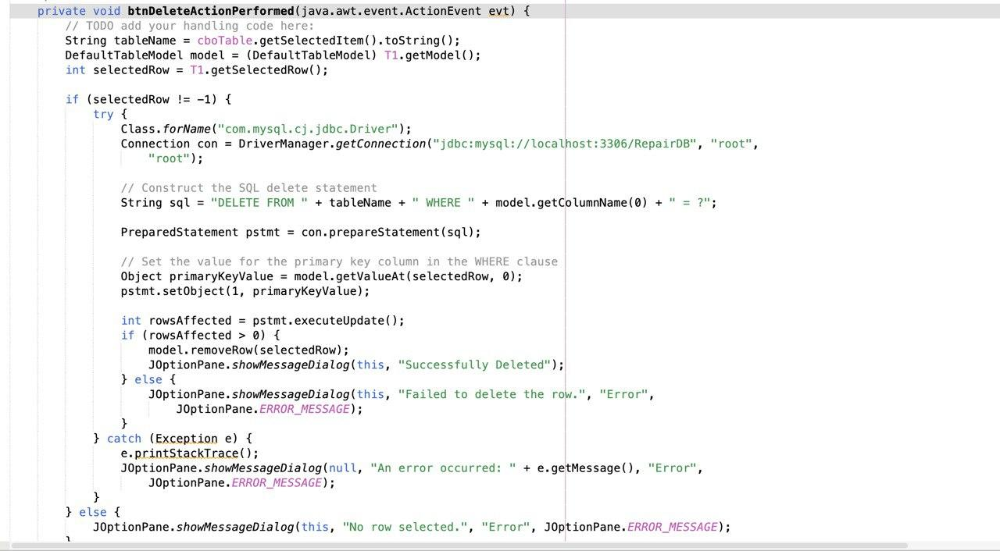 private void btnDeleteActionPerformed(java.awt.event.ActionEvent evt) {
// TODO add your handling code here:
String tableName = cboTable.getSelectedItem().toString();
DefaultTableModel model = (DefaultTableModel) T1.getModel();
int selectedRow = T1.getSelectedRow();
if (selectedRow != -1) {
try {
Class.forName("com.mysql.cj.jdbc.Driver");
Connection con = DriverManager.getConnection("jdbc:mysql://localhost:3306/RepairDB", "root",
"root");
// Construct the SQL delete statement
String sql = "DELETE FROM " + tableName + " WHERE " + model.getColumnName(0) + " = ?";
PreparedStatement pstmt = con.prepareStatement(sql);
// Set the value for the primary key column in the WHERE clause
Object primaryKeyValue = model.getValueAt(selectedRow, 0);
pstmt.setObject(1, primaryKeyValue);
int rowsAffected = pstmt.executeUpdate();
if (rowsAffected > 0) {
model.removeRow(selectedRow);
JOptionPane.showMessageDialog(this, "Successfully Deleted");
} else {
JOptionPane.showMessageDialog(this, "Failed to delete the row.", "Error",
JOptionPane.ERROR_MESSAGE);
}
} catch (Exception e) {
e.printStackTrace();
JOptionPane.showMessageDialog(null, "An error occurred: " + e.getMessage(), "Error",
JOptionPane.ERROR_MESSAGE);
}
} else {
JOptionPane.showMessageDialog(this, "No row selected.", "Error", JOptionPane.ERROR_MESSAGE);
}